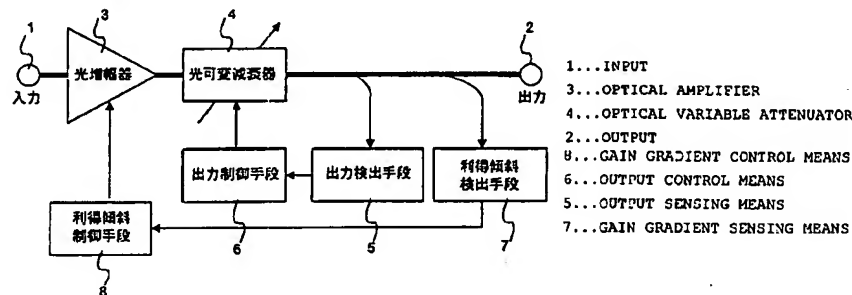 1
3
4
2
光増幅器
光可変減衰器
入力
出力
出力制御手段
出力検出手段
利得傾斜
検出手段
利得傾斜
制御手段
6
5
7
8
1...INPUT
3...OPTICAL AMPLIFIER
4...OPTICAL VARIABLE ATTENUATOR
2...OUTPUT
8...GAIN GRADIENT CONTROL MEANS
6...OUTPUT CONTROL MEANS
5...OUTPUT SENSING MEANS
7...GAIN GRADIENT SENSING MEANS